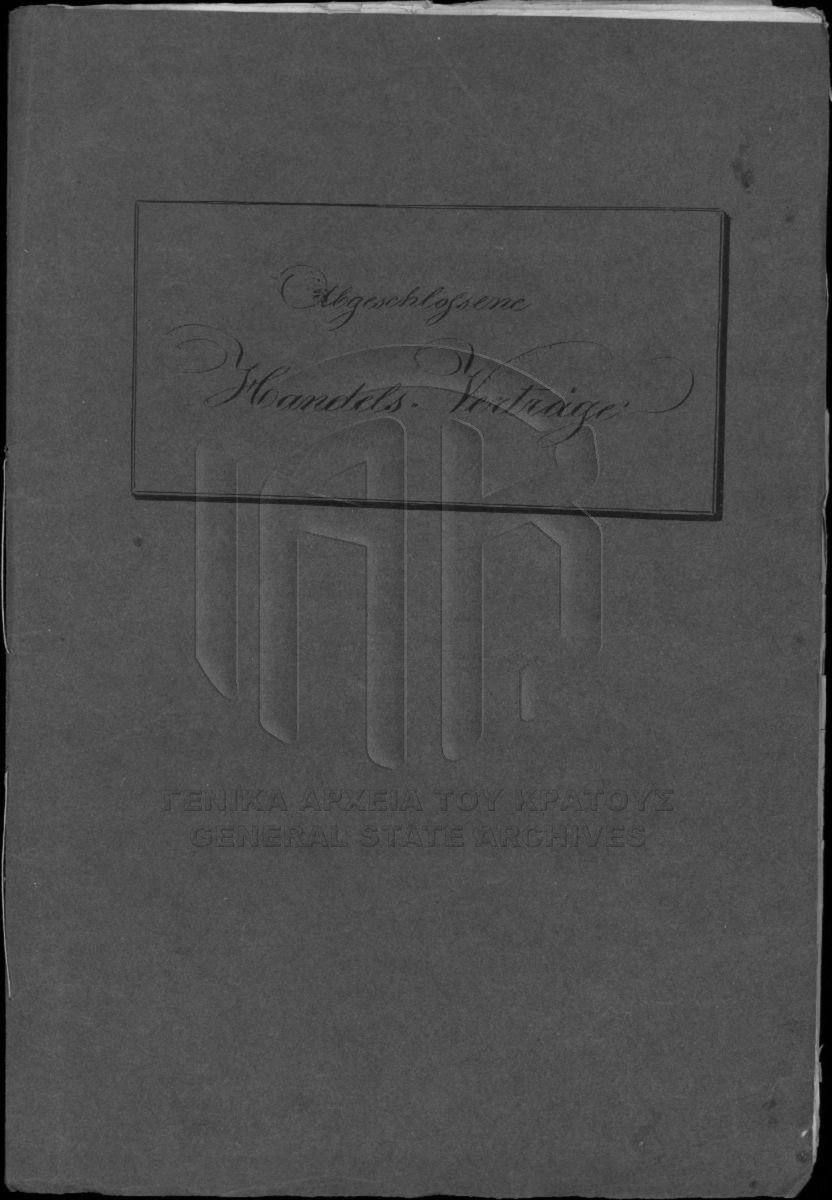 Abgeschlossene
Handels-Verträge
ΓΕΝΙΚΑ ΑΡΧΕΙΑ ΤΟΥ ΚΡΑΤΟΥΣ
GENERAL STATE ARCHIVES